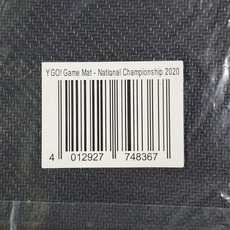 YGO! Game Mat - National Championship 2020
4 012927 748367